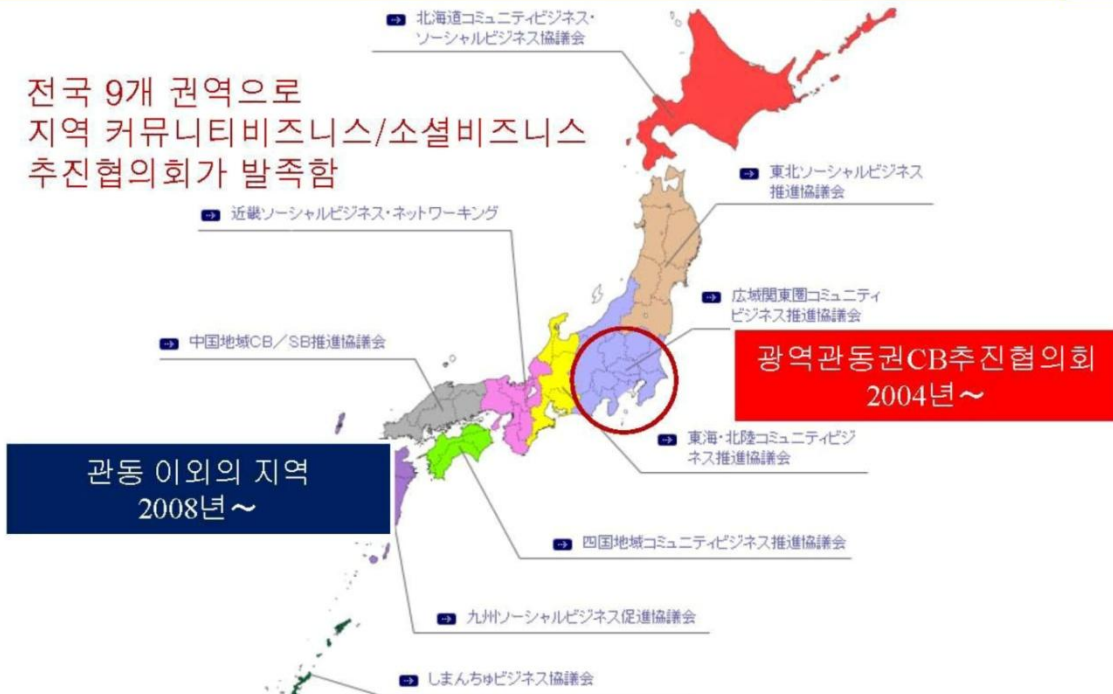 北海道コミュニティビジネス・
ソーシャルビジネス協議会
전국 9개 권역으로
지역 커뮤니티비즈니스/소셜비즈니스
추진협의회가 발족함
東北ソーシャルビジネス
推進協議会
近畿ソーシャルビジネス・ネットワーキング
広域関東圏コミュニティ
ビジネス推進協議会
中国地域CB／SB推進協議会
광역관동권CB추진협의회
2004년～
東海・北陸コミュニティビジ
ネス推進協議会
관동 이외의 지역
2008년～
四国地域コミュニティビジネス推進協議会
九州ソーシャルビジネス促進協議会
しまんちゅビジネス協議会